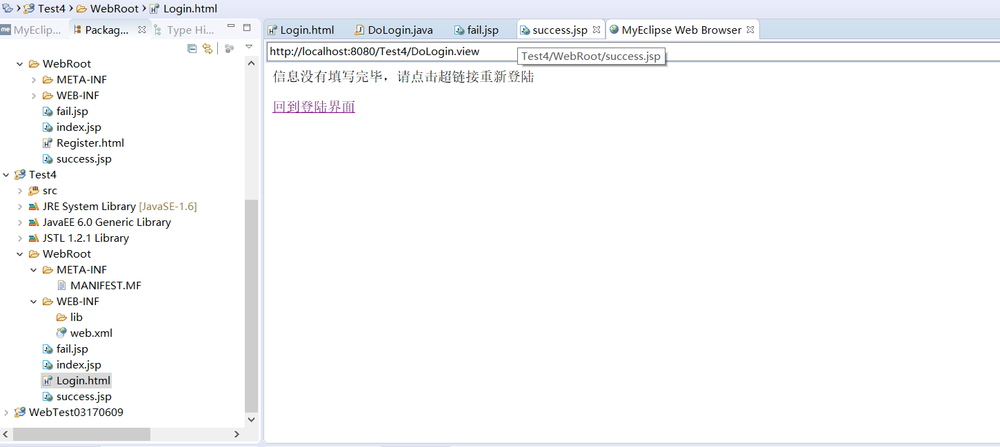 Test4 WebRoot Login.html
MyEclip... Packag... Type Hi...
WebRoot
META-INF
WEB-INF
fail.jsp
index.jsp
Register.html
success.jsp
Test4
src
JRE System Library [JavaSE-1.6]
JavaEE 6.0 Generic Library
JSTL 1.2.1 Library
WebRoot
META-INF
MANIFEST.MF
WEB-INF
lib
web.xml
fail.jsp
index.jsp
Login.html
success.jsp
WebTest03170609
Login.html DoLogin.java fail.jsp success.jsp MyEclipse Web Browser
http://localhost:8080/Test4/DoLogin.view
Test4/WebRoot/success.jsp
信息没有填写完毕，请点击超链接重新登陆
回到登陆界面